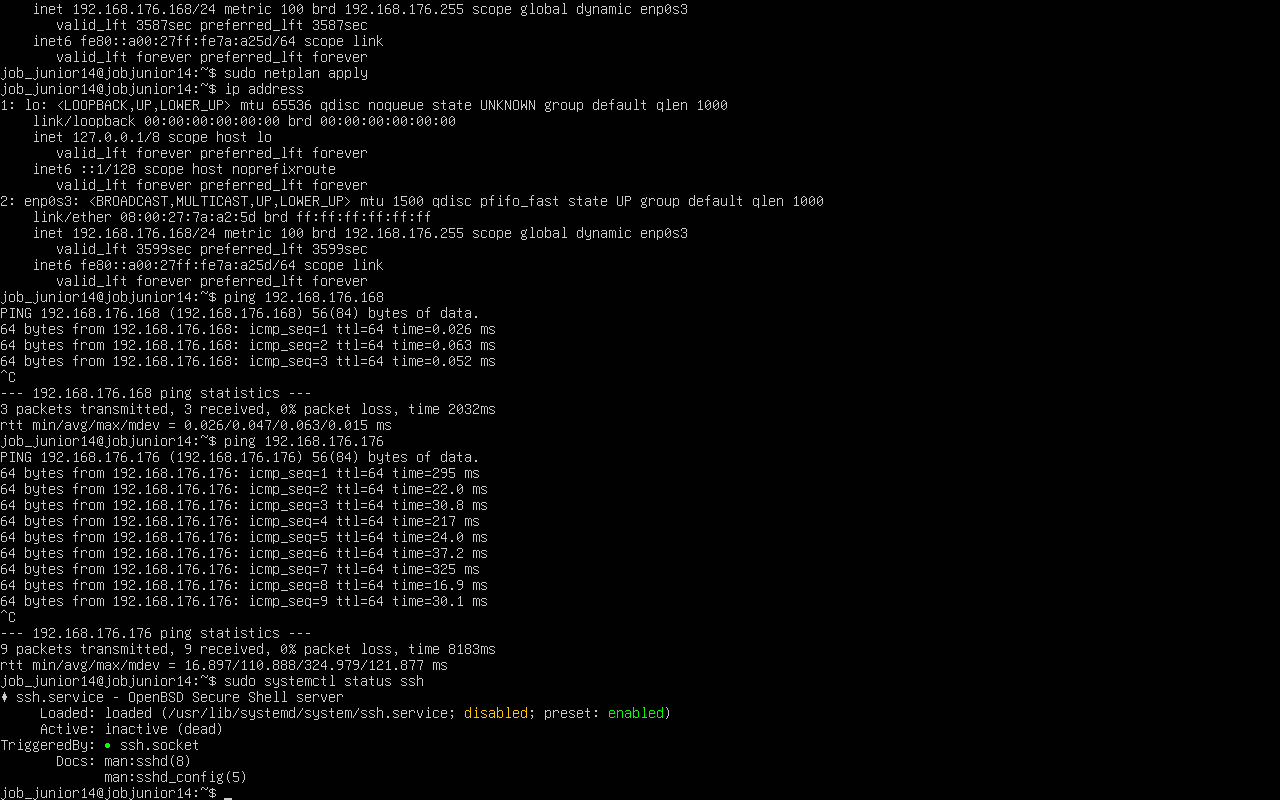 inet 192.168.176.168/24 metric 100 brd 192.168.176.255 scope global dynamic enp0s3
       valid_lft 3587sec preferred_lft 3587sec
    inet6 fe80::a00:27ff:fe7a:a25d/64 scope link
       valid_lft forever preferred_lft forever
job_junior14@jobjunior14:~$ sudo netplan apply
job_junior14@jobjunior14:~$ ip address
1: lo: <LOOPBACK,UP,LOWER_UP> mtu 65536 qdisc noqueue state UNKNOWN group default qlen 1000
    link/loopback 00:00:00:00:00:00 brd 00:00:00:00:00:00
    inet 127.0.0.1/8 scope host lo
       valid_lft forever preferred_lft forever
    inet6 ::1/128 scope host noprefixroute
       valid_lft forever preferred_lft forever
2: enp0s3: <BROADCAST,MULTICAST,UP,LOWER_UP> mtu 1500 qdisc pfifo_fast state UP group default qlen 1000
    link/ether 08:00:27:7a:a2:5d brd ff:ff:ff:ff:ff:ff
    inet 192.168.176.168/24 metric 100 brd 192.168.176.255 scope global dynamic enp0s3
       valid_lft 3599sec preferred_lft 3599sec
    inet6 fe80::a00:27ff:fe7a:a25d/64 scope link
       valid_lft forever preferred_lft forever
job_junior14@jobjunior14:~$ ping 192.168.176.168
PING 192.168.176.168 (192.168.176.168) 56(84) bytes of data.
64 bytes from 192.168.176.168: icmp_seq=1 ttl=64 time=0.026 ms
64 bytes from 192.168.176.168: icmp_seq=2 ttl=64 time=0.063 ms
64 bytes from 192.168.176.168: icmp_seq=3 ttl=64 time=0.052 ms
^C
--- 192.168.176.168 ping statistics ---
3 packets transmitted, 3 received, 0% packet loss, time 2032ms
rtt min/avg/max/mdev = 0.026/0.047/0.063/0.015 ms
job_junior14@jobjunior14:~$ ping 192.168.176.176
PING 192.168.176.176 (192.168.176.176) 56(84) bytes of data.
64 bytes from 192.168.176.176: icmp_seq=1 ttl=64 time=295 ms
64 bytes from 192.168.176.176: icmp_seq=2 ttl=64 time=22.0 ms
64 bytes from 192.168.176.176: icmp_seq=3 ttl=64 time=30.8 ms
64 bytes from 192.168.176.176: icmp_seq=4 ttl=64 time=217 ms
64 bytes from 192.168.176.176: icmp_seq=5 ttl=64 time=24.0 ms
64 bytes from 192.168.176.176: icmp_seq=6 ttl=64 time=37.2 ms
64 bytes from 192.168.176.176: icmp_seq=7 ttl=64 time=325 ms
64 bytes from 192.168.176.176: icmp_seq=8 ttl=64 time=16.9 ms
64 bytes from 192.168.176.176: icmp_seq=9 ttl=64 time=30.1 ms
^C
--- 192.168.176.176 ping statistics ---
9 packets transmitted, 9 received, 0% packet loss, time 8183ms
rtt min/avg/max/mdev = 16.897/110.888/324.979/121.877 ms
job_junior14@jobjunior14:~$ sudo systemctl status ssh
♦ ssh.service - OpenBSD Secure Shell server
     Loaded: loaded (/usr/lib/systemd/system/ssh.service; disabled; preset: enabled)
     Active: inactive (dead)
TriggeredBy: • ssh.socket
       Docs: man:sshd(8)
             man:sshd_config(5)
job_junior14@jobjunior14:~$ _